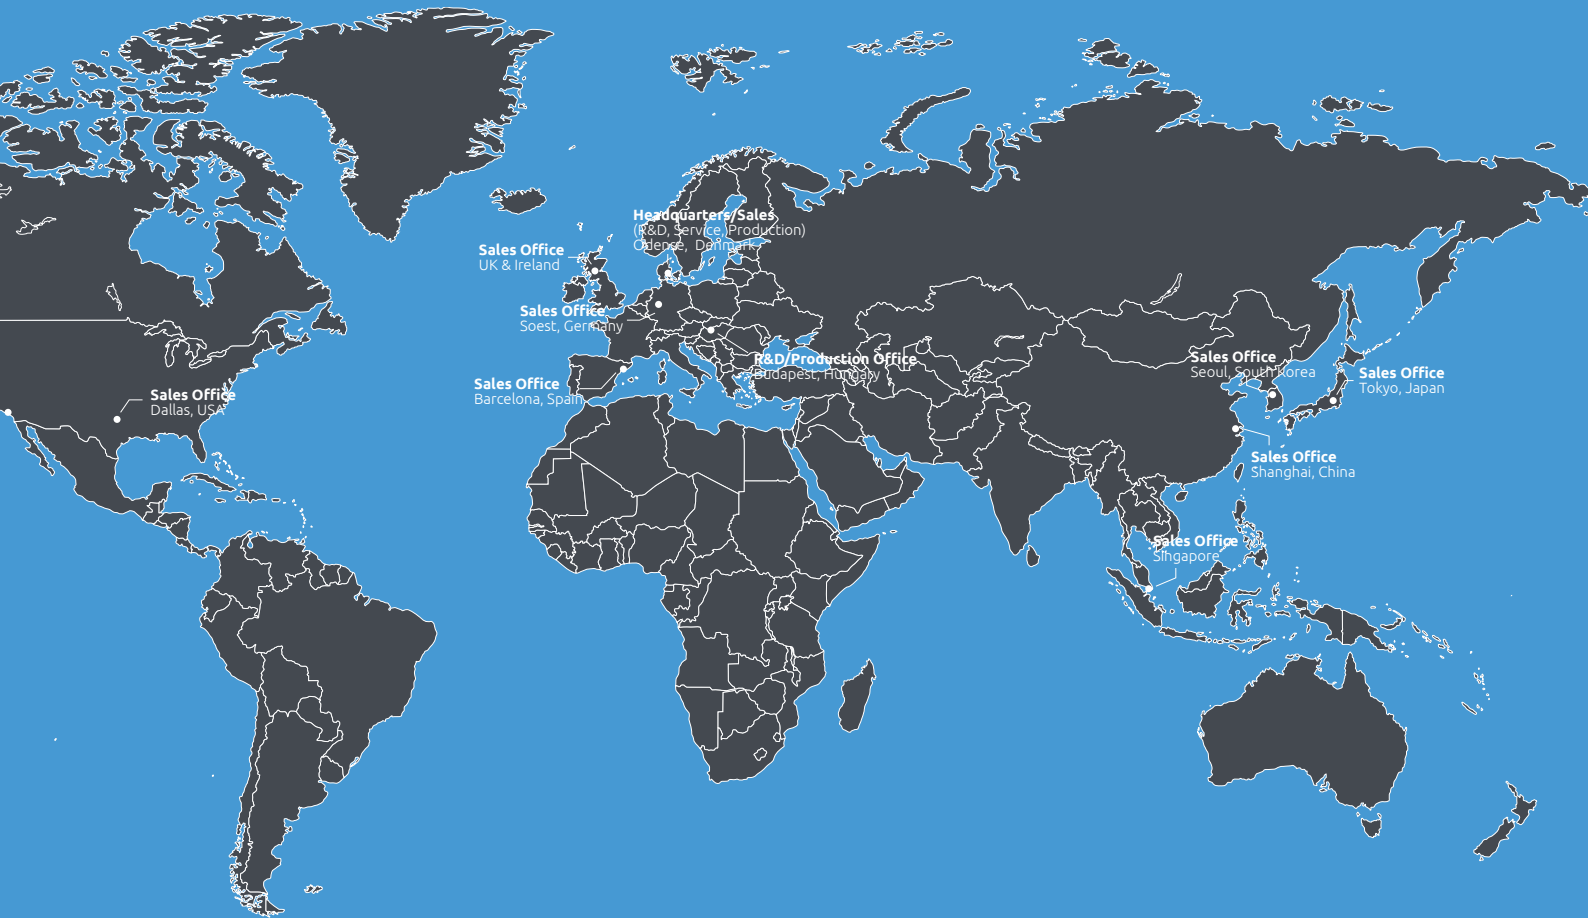 Headquarters/Sales
(R&D, Service, Production)
Odense, Denmark
Sales Office
UK & Ireland
Sales Office
Soest, Germany
R&D/Production Office
Budapest, Hungary
Sales Office
Barcelona, Spain
Sales Office
Dallas, USA
Sales Office
Seoul, South Korea
Sales Office
Tokyo, Japan
Sales Office
Shanghai, China
Sales Office
Singapore